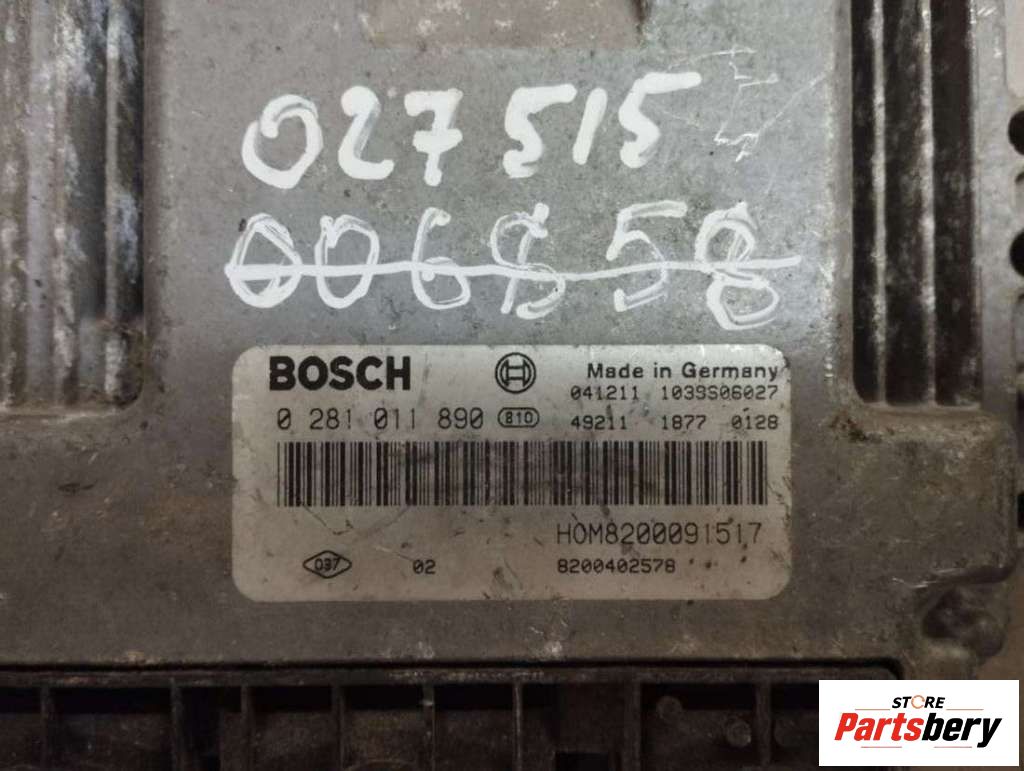 027515
006858
BOSCH Made in Germany
041211 1039S06027
0 281 011 890 810 49211 1877 0128
HOM8200091517
037 02 8200402578
STORE
Partsbery